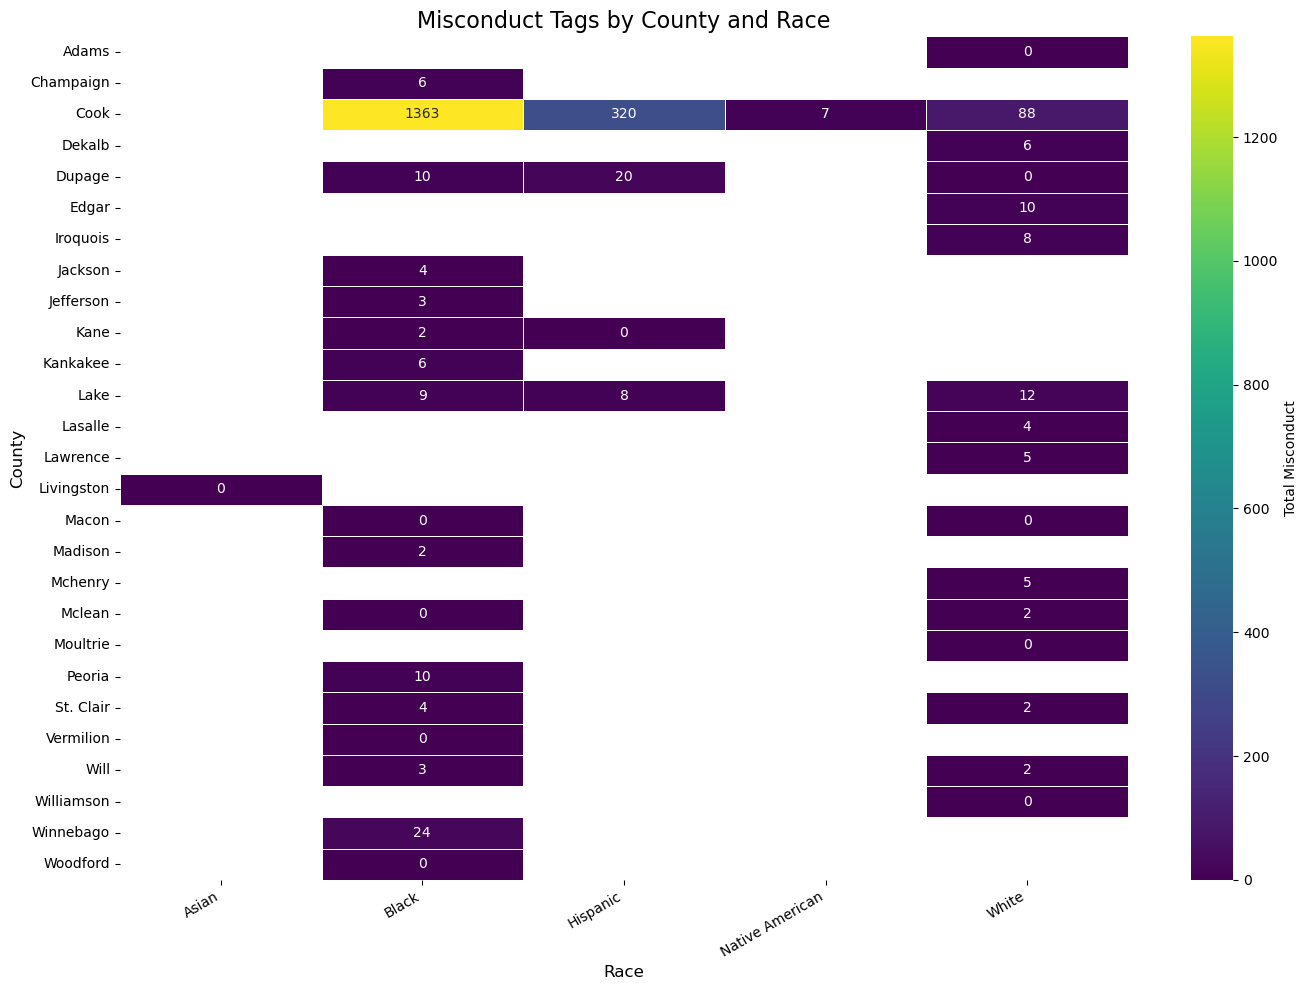 Misconduct Tags by County and Race
Adams 0
Champaign 6
Cook 1363 320 7 88
Dekalb 6
Dupage 10 20 0
Edgar 10
Iroquois 8
Jackson 4
Jefferson 3
Kane 2 0
Kankakee 6
Lake 9 8 12
Lasalle 4
Lawrence 5
Livingston 0
Macon 0 0
Madison 2
Mchenry 5
Mclean 0 2
Moultrie 0
Peoria 10
St. Clair 4 2
Vermilion 0
Will 3 2
Williamson 0
Winnebago 24
Woodford 0
County
Asian Black Hispanic Native American White
Race
1200
1000
800
600
400
200
0
Total Misconduct